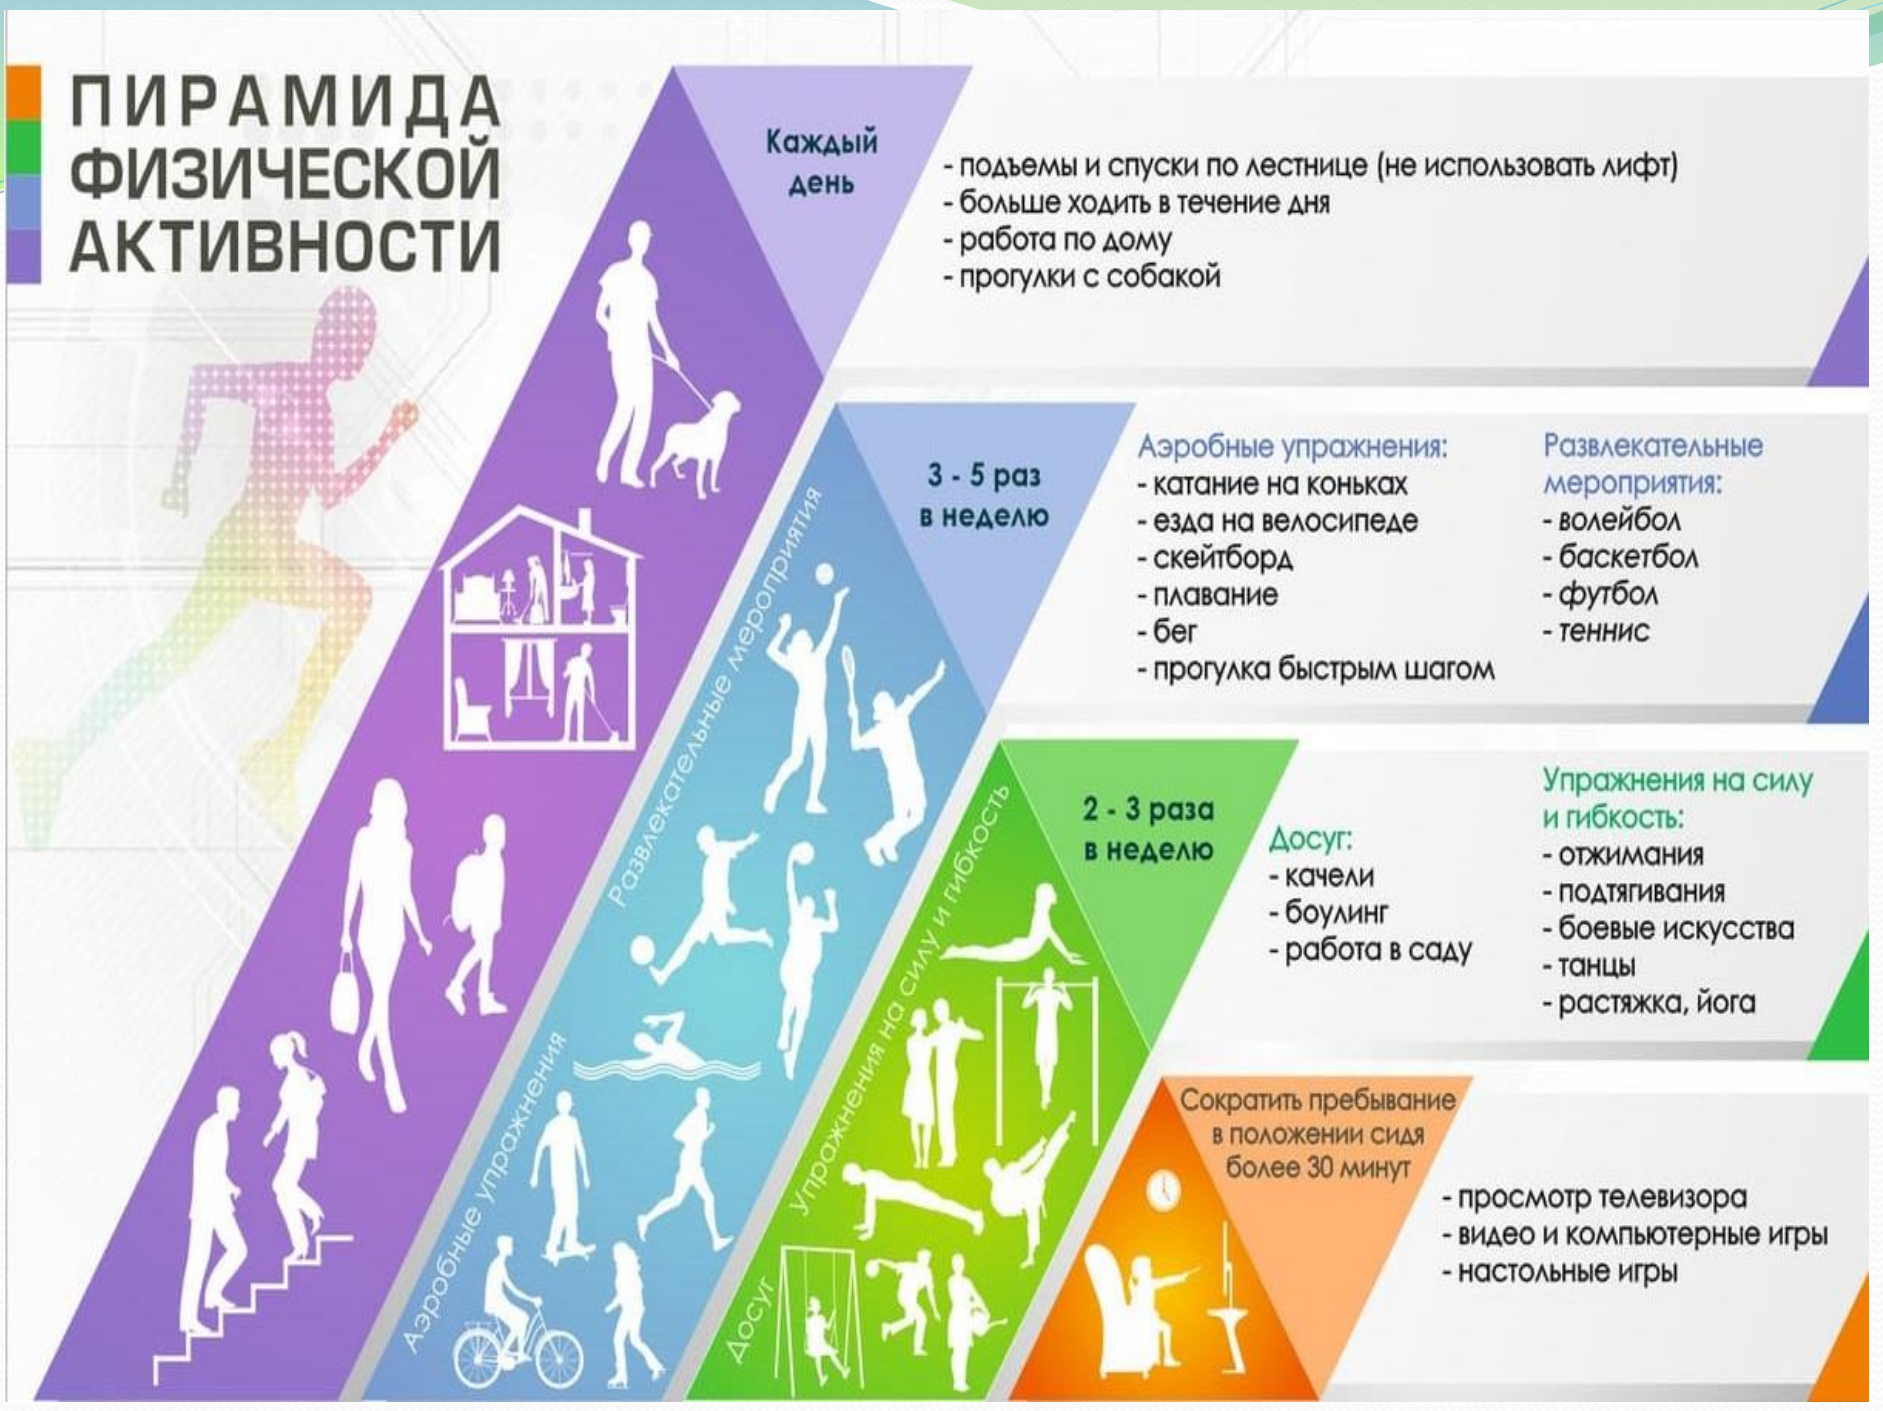 ПИРАМИДА
ФИЗИЧЕСКОЙ
АКТИВНОСТИ
Каждый
день
- подъемы и спуски по лестнице (не использовать лифт)
- больше ходить в течение дня
- работа по дому
- прогулки с собакой
3 - 5 раз
в неделю
Аэробные упражнения:
- катание на коньках
- езда на велосипеде
- скейтборд
- плавание
- бег
- прогулка быстрым шагом
Развлекательные
мероприятия:
- волейбол
- баскетбол
- футбол
- теннис
Развлекательные мероприятия
Аэробные упражнения
2 - 3 раза
в неделю
Досуг:
- качели
- боулинг
- работа в саду
Упражнения на силу
и гибкость:
- отжимания
- подтягивания
- боевые искусства
- танцы
- растяжка, йога
Упражнения на силу и гибкость
Досуг
Сократить пребывание
в положении сидя
более 30 минут
- просмотр телевизора
- видео и компьютерные игры
- настольные игры